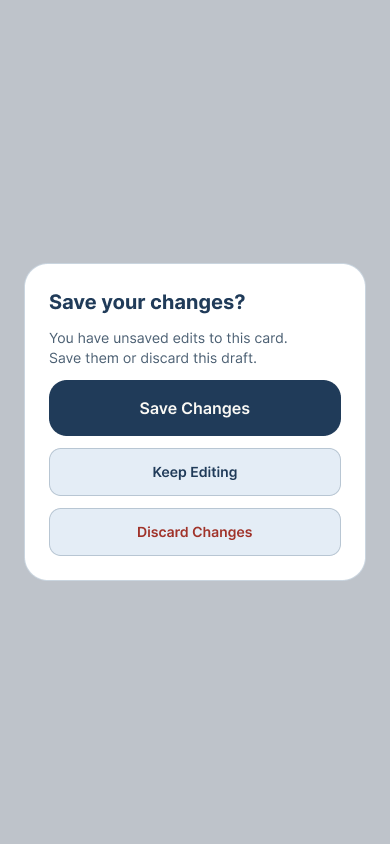 Save your changes?
You have unsaved edits to this card.
Save them or discard this draft.
Save Changes
Keep Editing
Discard Changes